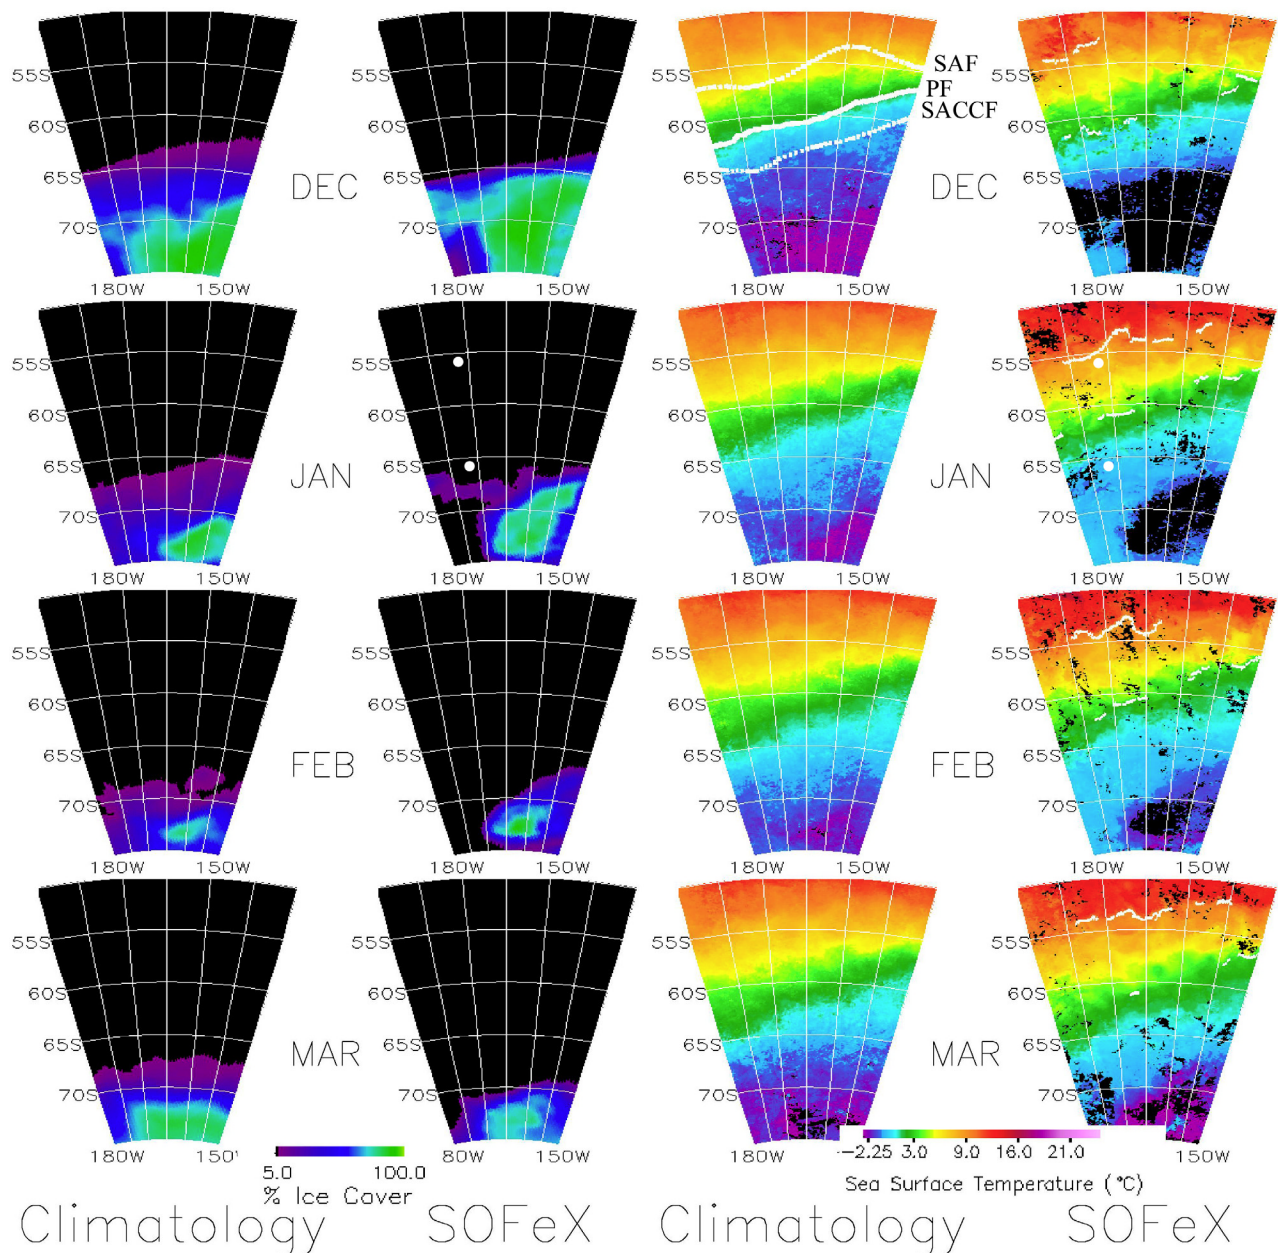 55S 55S 55S SAF 55S
PF
60S 60S 60S SACCF 60S
65S 65S 65S 65S
DEC DEC
70S 70S 70S 70S
180W 150W 180W 150W 180W 150W 180W 150W
55S 55S 55S 55S
60S 60S 60S 60S
65S 65S 65S 65S
JAN JAN
70S 70S 70S 70S
180W 150W 180W 150W 180W 150W 180W 150W
55S 55S 55S 55S
60S 60S 60S 60S
65S 65S 65S 65S
FEB FEB
70S 70S 70S 70S
180W 150W 180W 150W 180W 150W 180W 150W
55S 55S 55S 55S
60S 60S 60S 60S
65S 65S 65S 65S
MAR MAR
70S 70S 70S 70S
180W 150' 80W 150W 180W 150W
5.0 100.0
% Ice Cover
-2.25 3.0 9.0 16.0 21.0
Sea Surface Temperature (°C)
Climatology SOFeX Climatology SOFeX